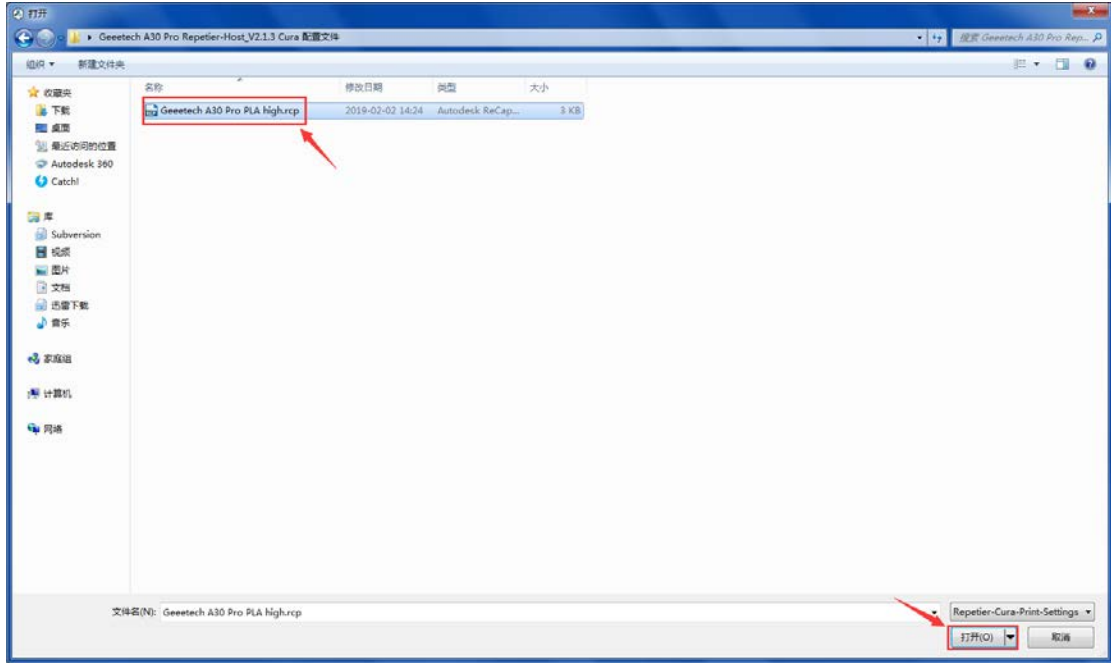 打开
Geeetech A30 Pro Repetier-Host_V2.1.3 Cura 配置文件
搜索 Geeetech A30 Pro Rep...
组织 新建文件夹
名称 修改日期 类型 大小
Geeetech A30 Pro PLA high.rcp 2019-02-02 14:24 Autodesk ReCap... 3 KB
收藏夹
下载
桌面
最近访问的位置
Autodesk 360
Catch!
库
Subversion
视频
图片
文档
迅雷下载
音乐
家庭组
计算机
网络
文件名(N): Geeetech A30 Pro PLA high.rcp
Repetier-Cura-Print-Settings
打开(O) 取消